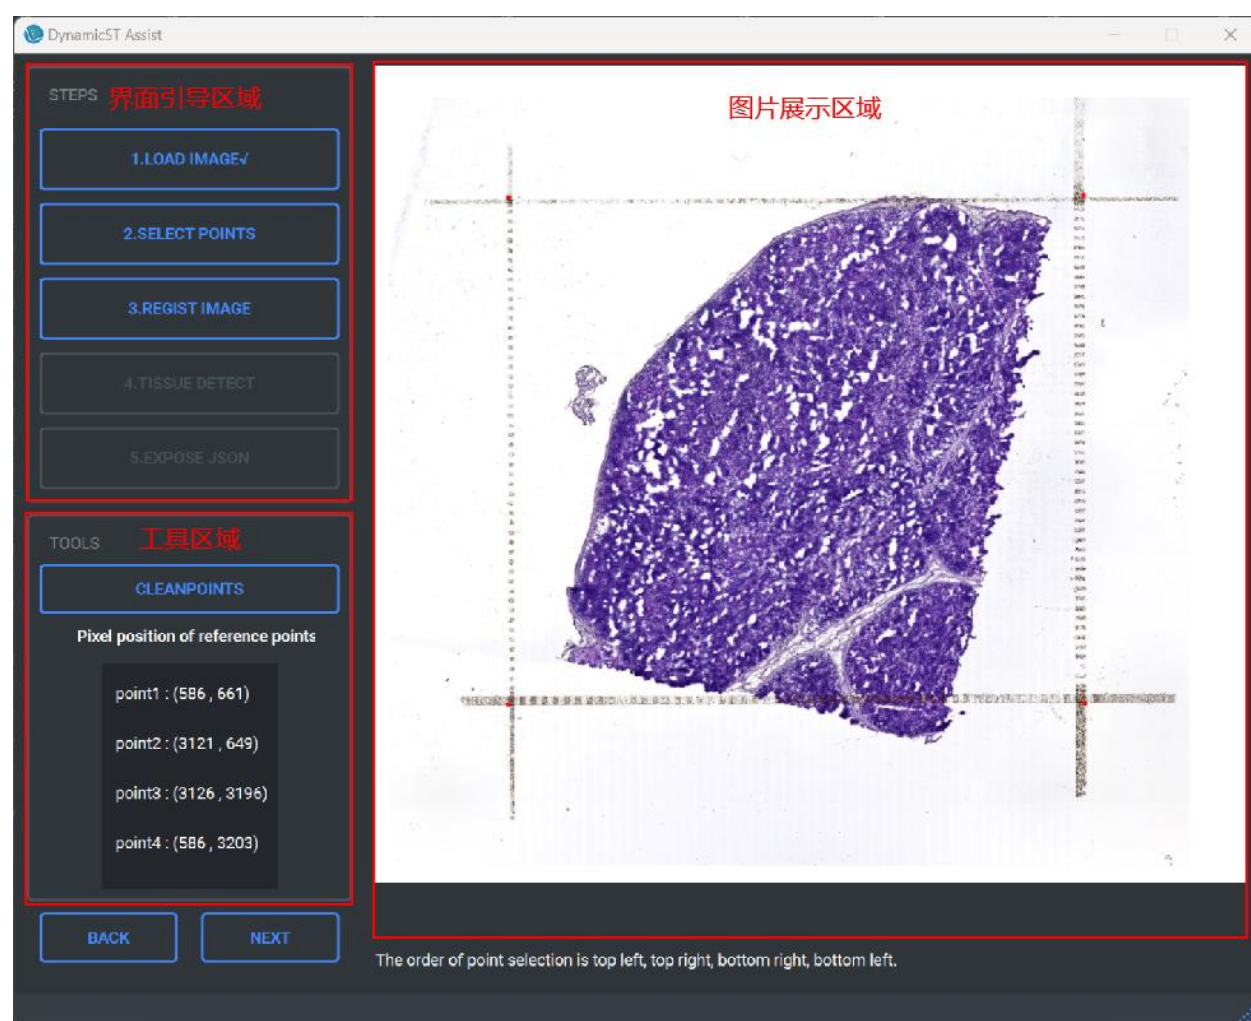 DynamicST Assist
STEPS 界面引导区域
1.LOAD IMAGE√
2.SELECT POINTS
3.REGIST IMAGE
4.TISSUE DETECT
5.EXPOSE JSON
TOOLS 工具区域
CLEANPOINTS
Pixel position of reference points
point1 : (586 , 661)
point2 : (3121 , 649)
point3 : (3126 , 3196)
point4 : (586 , 3203)
BACK NEXT
图片展示区域
The order of point selection is top left, top right, bottom right, bottom left.